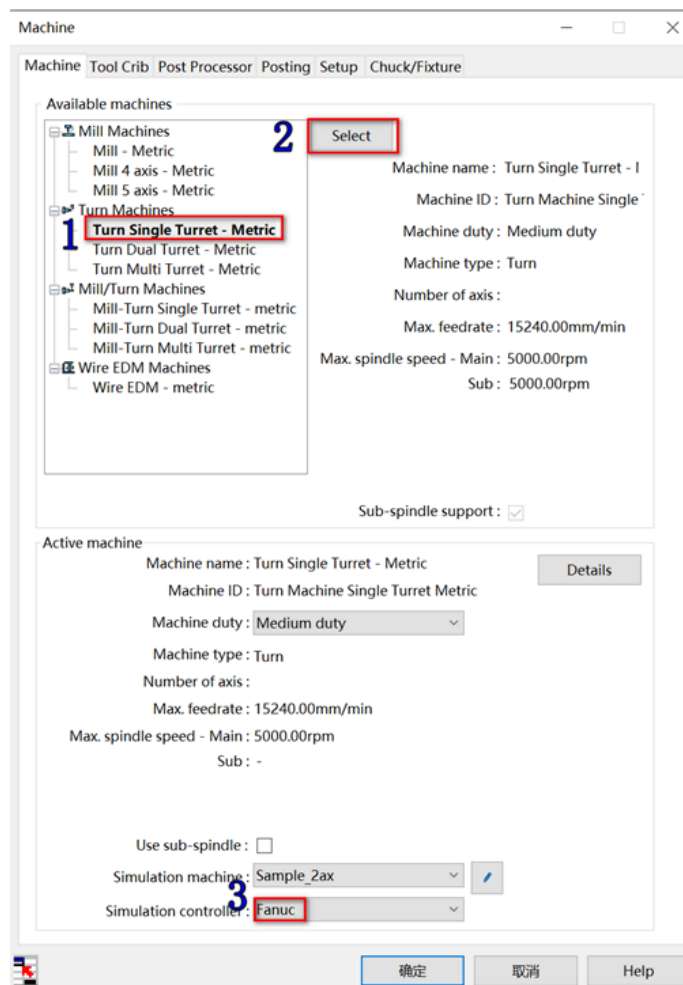 Machine
Machine Tool Crib Post Processor Posting Setup Chuck/Fixture
Available machines
Mill Machines
Mill - Metric
Mill 4 axis - Metric
Mill 5 axis - Metric
Turn Machines
1
Turn Single Turret - Metric
Turn Dual Turret - Metric
Turn Multi Turret - Metric
Mill/Turn Machines
Mill-Turn Single Turret - metric
Mill-Turn Dual Turret - metric
Mill-Turn Multi Turret - metric
Wire EDM Machines
Wire EDM - metric
2
Select
Machine name : Turn Single Turret - l
Machine ID : Turn Machine Single
Machine duty : Medium duty
Machine type : Turn
Number of axis :
Max. feedrate : 15240.00mm/min
Max. spindle speed - Main : 5000.00rpm
Sub : 5000.00rpm
Sub-spindle support :
Active machine
Machine name : Turn Single Turret - Metric
Details
Machine ID : Turn Machine Single Turret Metric
Machine duty : Medium duty
Machine type : Turn
Number of axis :
Max. feedrate : 15240.00mm/min
Max. spindle speed - Main : 5000.00rpm
Sub : -
Use sub-spindle :
Simulation machine : Sample_2ax
3
Simulation controller : Fanuc
确定 取消 Help